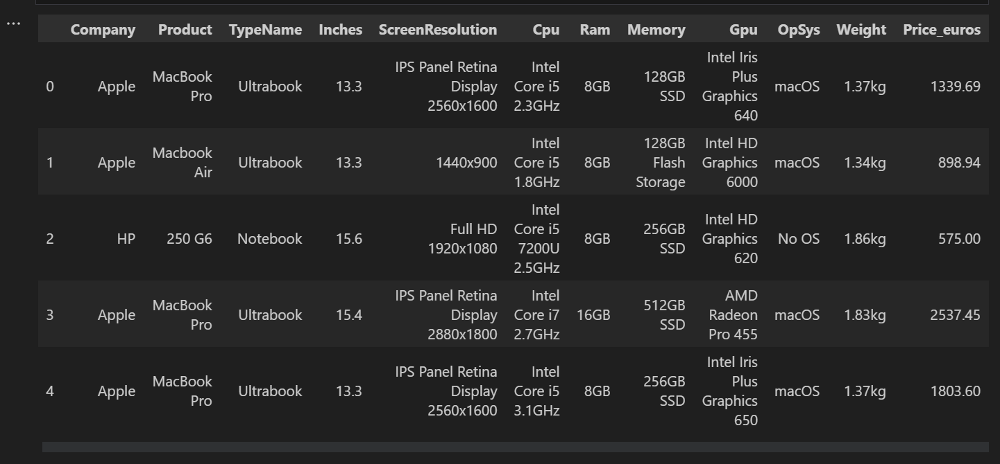 ...
Company Product TypeName Inches ScreenResolution Cpu Ram Memory Gpu OpSys Weight Price_euros
0 Apple MacBook Pro Ultrabook 13.3 IPS Panel Retina Display 2560x1600 Intel Core i5 2.3GHz 8GB 128GB SSD Intel Iris Plus Graphics 640 macOS 1.37kg 1339.69
1 Apple Macbook Air Ultrabook 13.3 1440x900 Intel Core i5 1.8GHz 8GB 128GB Flash Storage Intel HD Graphics 6000 macOS 1.34kg 898.94
2 HP 250 G6 Notebook 15.6 Full HD 1920x1080 Intel Core i5 7200U 2.5GHz 8GB 256GB SSD Intel HD Graphics 620 No OS 1.86kg 575.00
3 Apple MacBook Pro Ultrabook 15.4 IPS Panel Retina Display 2880x1800 Intel Core i7 2.7GHz 16GB 512GB SSD AMD Radeon Pro 455 macOS 1.83kg 2537.45
4 Apple MacBook Pro Ultrabook 13.3 IPS Panel Retina Display 2560x1600 Intel Core i5 3.1GHz 8GB 256GB SSD Intel Iris Plus Graphics 650 macOS 1.37kg 1803.60